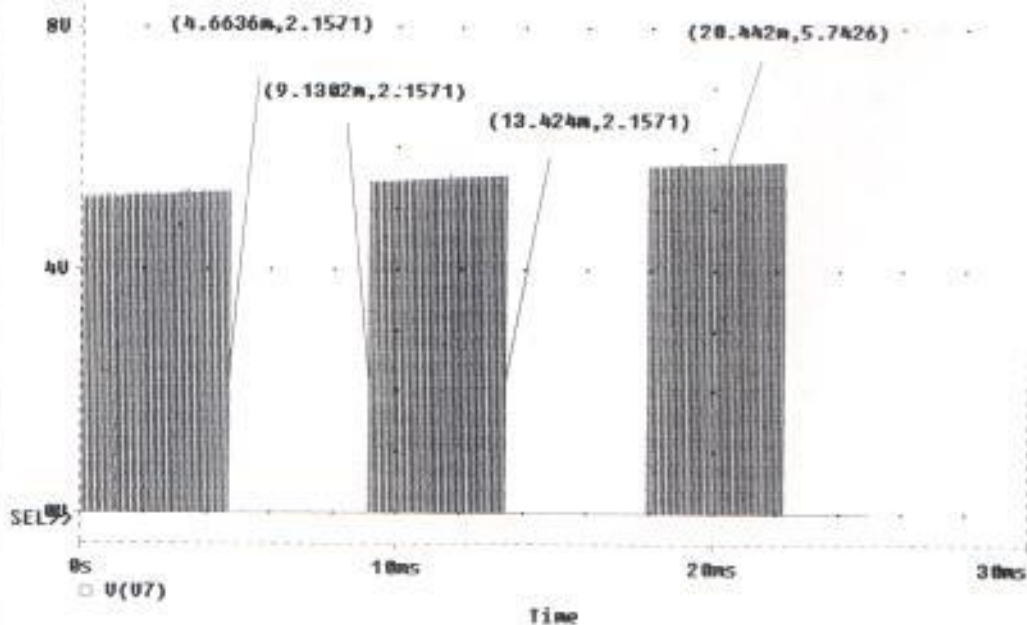 8V
(4.6636m,2.1571)
(20.442m,5.7426)
(9.1302m,2.1571)
(13.424m,2.1571)
4V
SEL>>
0s
10ms
20ms
30ms
V(V7)
Time